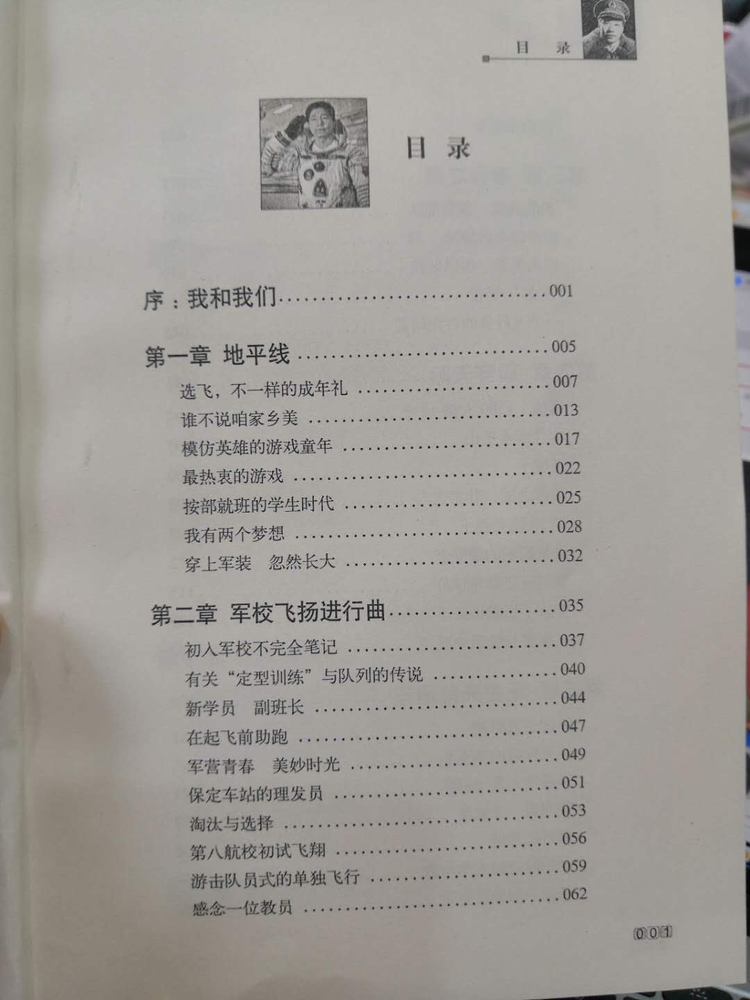 目 录
目 录
序：我和我们……………………………001
第一章 地平线……………………………005
选飞，不一样的成年礼……………………………007
谁不说咱家乡美……………………………013
模仿英雄的游戏童年……………………………017
最热衷的游戏……………………………022
按部就班的学生时代……………………………025
我有两个梦想……………………………028
穿上军装 忽然长大……………………………032
第二章 军校飞扬进行曲……………………………035
初入军校不完全笔记……………………………037
有关“定型训练”与队列的传说……………………………040
新学员 副班长……………………………044
在起飞前助跑……………………………047
军营青春 美妙时光……………………………049
保定车站的理发员……………………………051
淘汰与选择……………………………053
第八航校初试飞翔……………………………056
游击队员式的单独飞行……………………………059
感念一位教员……………………………062
001